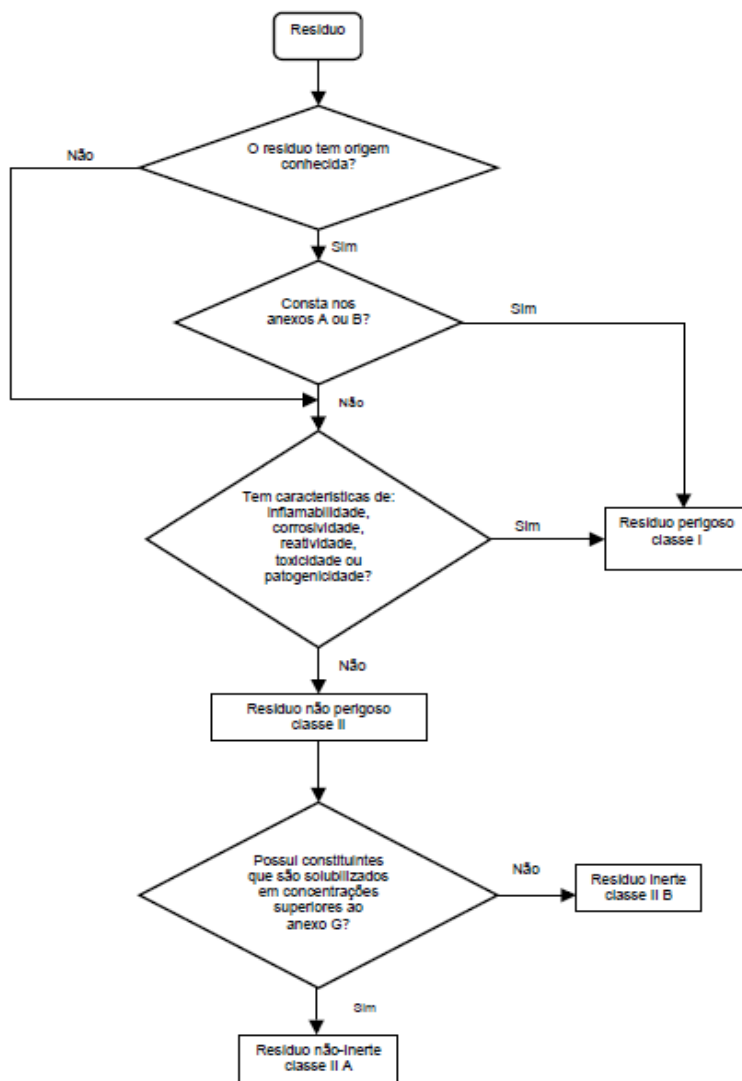 Resíduo
O resíduo tem origem
conhecida?
Não
Sim
Consta nos
anexos A ou B?
Sim
Não
Tem características de:
inflamabilidade,
corrosividade,
reatividade,
toxicidade ou
patogenicidade?
Sim
Resíduo perigoso
classe I
Não
Resíduo não perigoso
classe II
Possui constituintes
que são solubilizados
em concentrações
superiores ao
anexo G?
Não
Resíduo inerte
classe II B
Sim
Resíduo não-inerte
classe II A